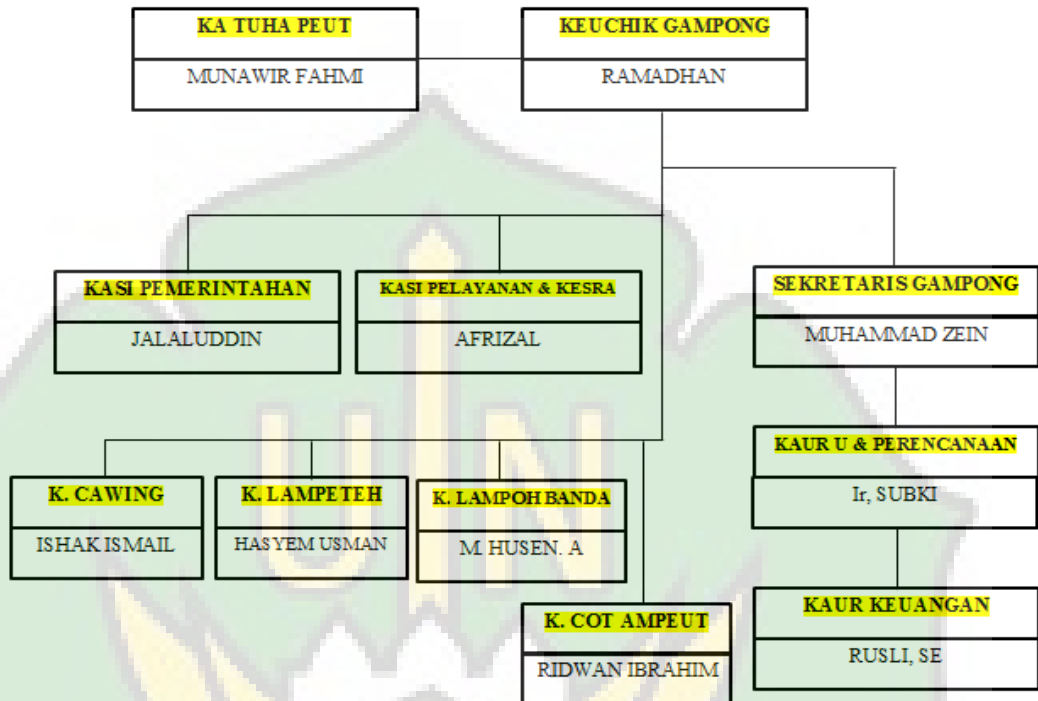 KA TUHA PEUT
MUNAWIR FAHMI
KEUCHIK GAMPONG
RAMADHAN
KASI PEMERINTAHAN
JALALUDDIN
KASI PELAYANAN & KESRA
AFRIZAL
SEKRETARIS GAMPONG
MUHAMMAD ZEIN
KAUR U & PERENCANAAN
Ir, SUBKI
KAUR KEUANGAN
RUSLI, SE
K. CAWING
ISHAK ISMAIL
K. LAMPETEH
HASYEM USMAN
K. LAMPOH BANDA
M. HUSEN. A
K. COT AMPEUT
RIDWAN IBRAHIM
UIN